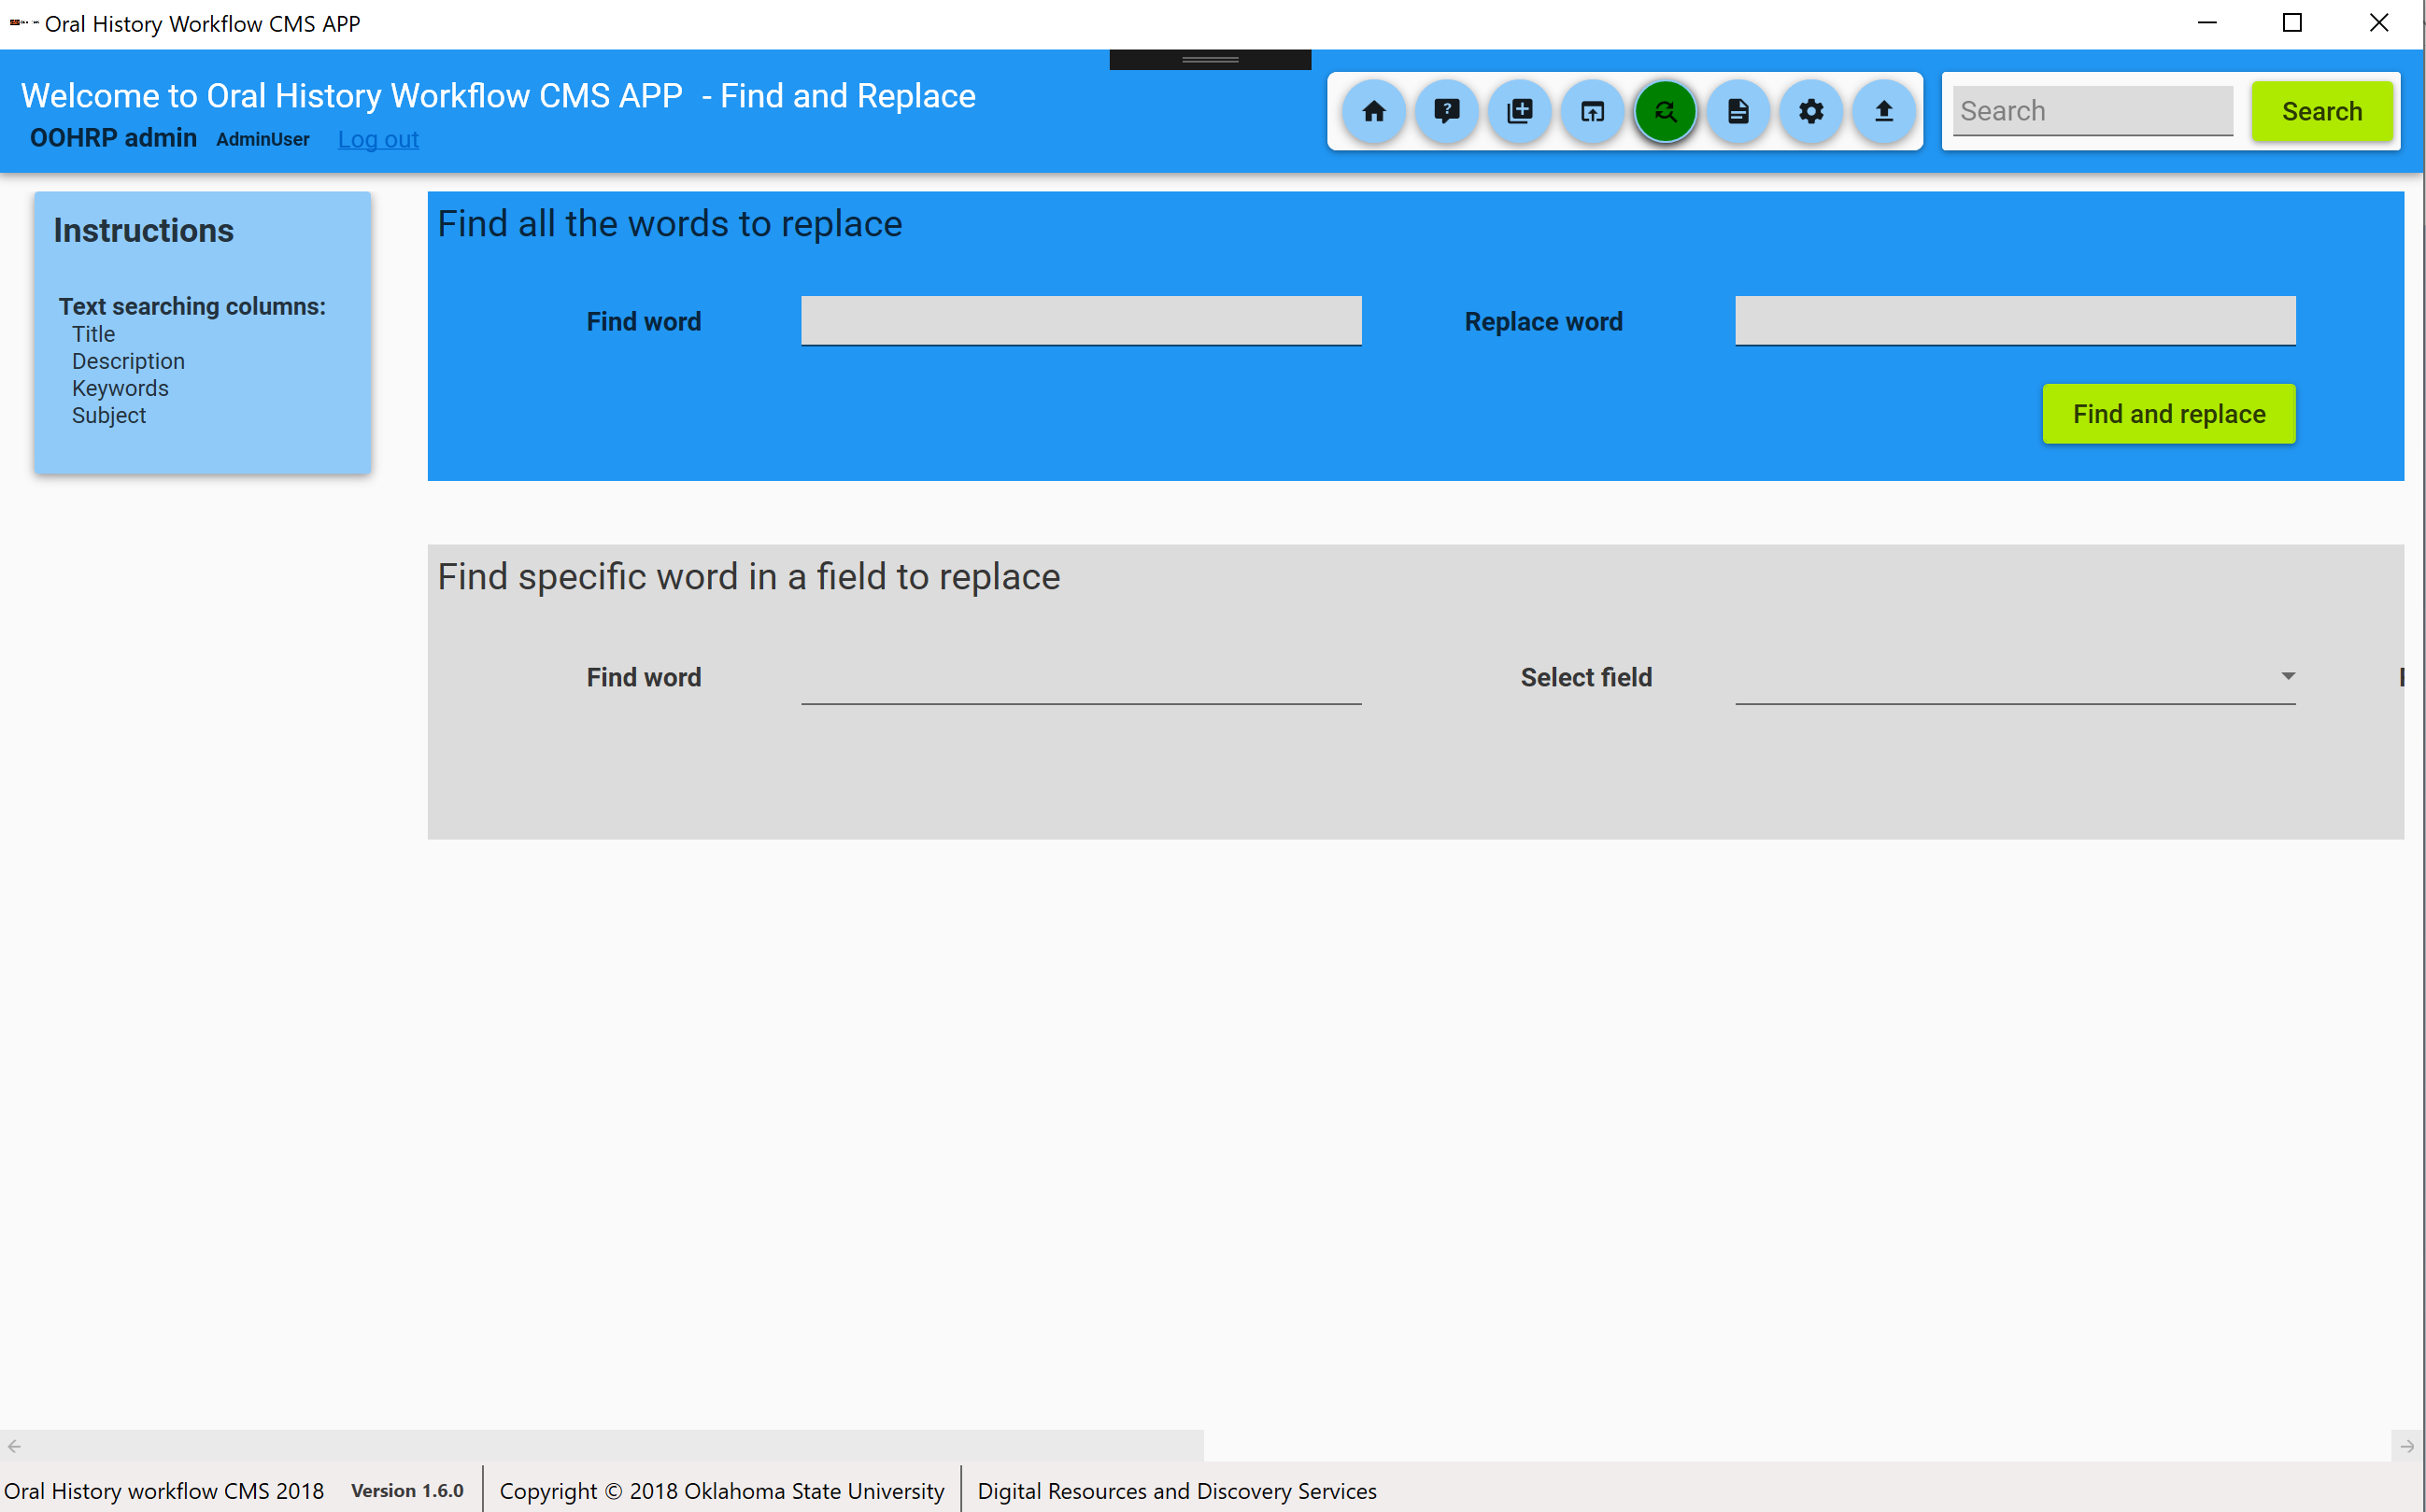 Oral History Workflow CMS APP
Welcome to Oral History Workflow CMS APP - Find and Replace
OOHRP admin AdminUser Log out
Search Search
Instructions
Text searching columns:
Title
Description
Keywords
Subject
Find all the words to replace
Find word Replace word
Find and replace
Find specific word in a field to replace
Find word Select field
Oral History workflow CMS 2018 Version 1.6.0 Copyright © 2018 Oklahoma State University Digital Resources and Discovery Services